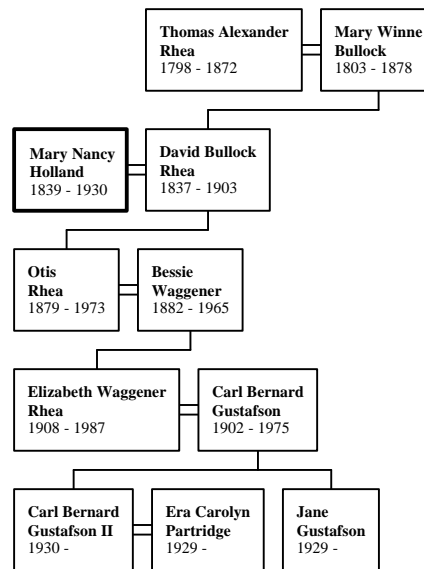 Thomas Alexander
Rhea
1798 - 1872
Mary Winne
Bullock
1803 - 1878
Mary Nancy
Holland
1839 - 1930
David Bullock
Rhea
1837 - 1903
Otis
Rhea
1879 - 1973
Bessie
Waggener
1882 - 1965
Elizabeth Waggener
Rhea
1908 - 1987
Carl Bernard
Gustafson
1902 - 1975
Carl Bernard
Gustafson II
1930 -
Era Carolyn
Partridge
1929 -
Jane
Gustafson
1929 -